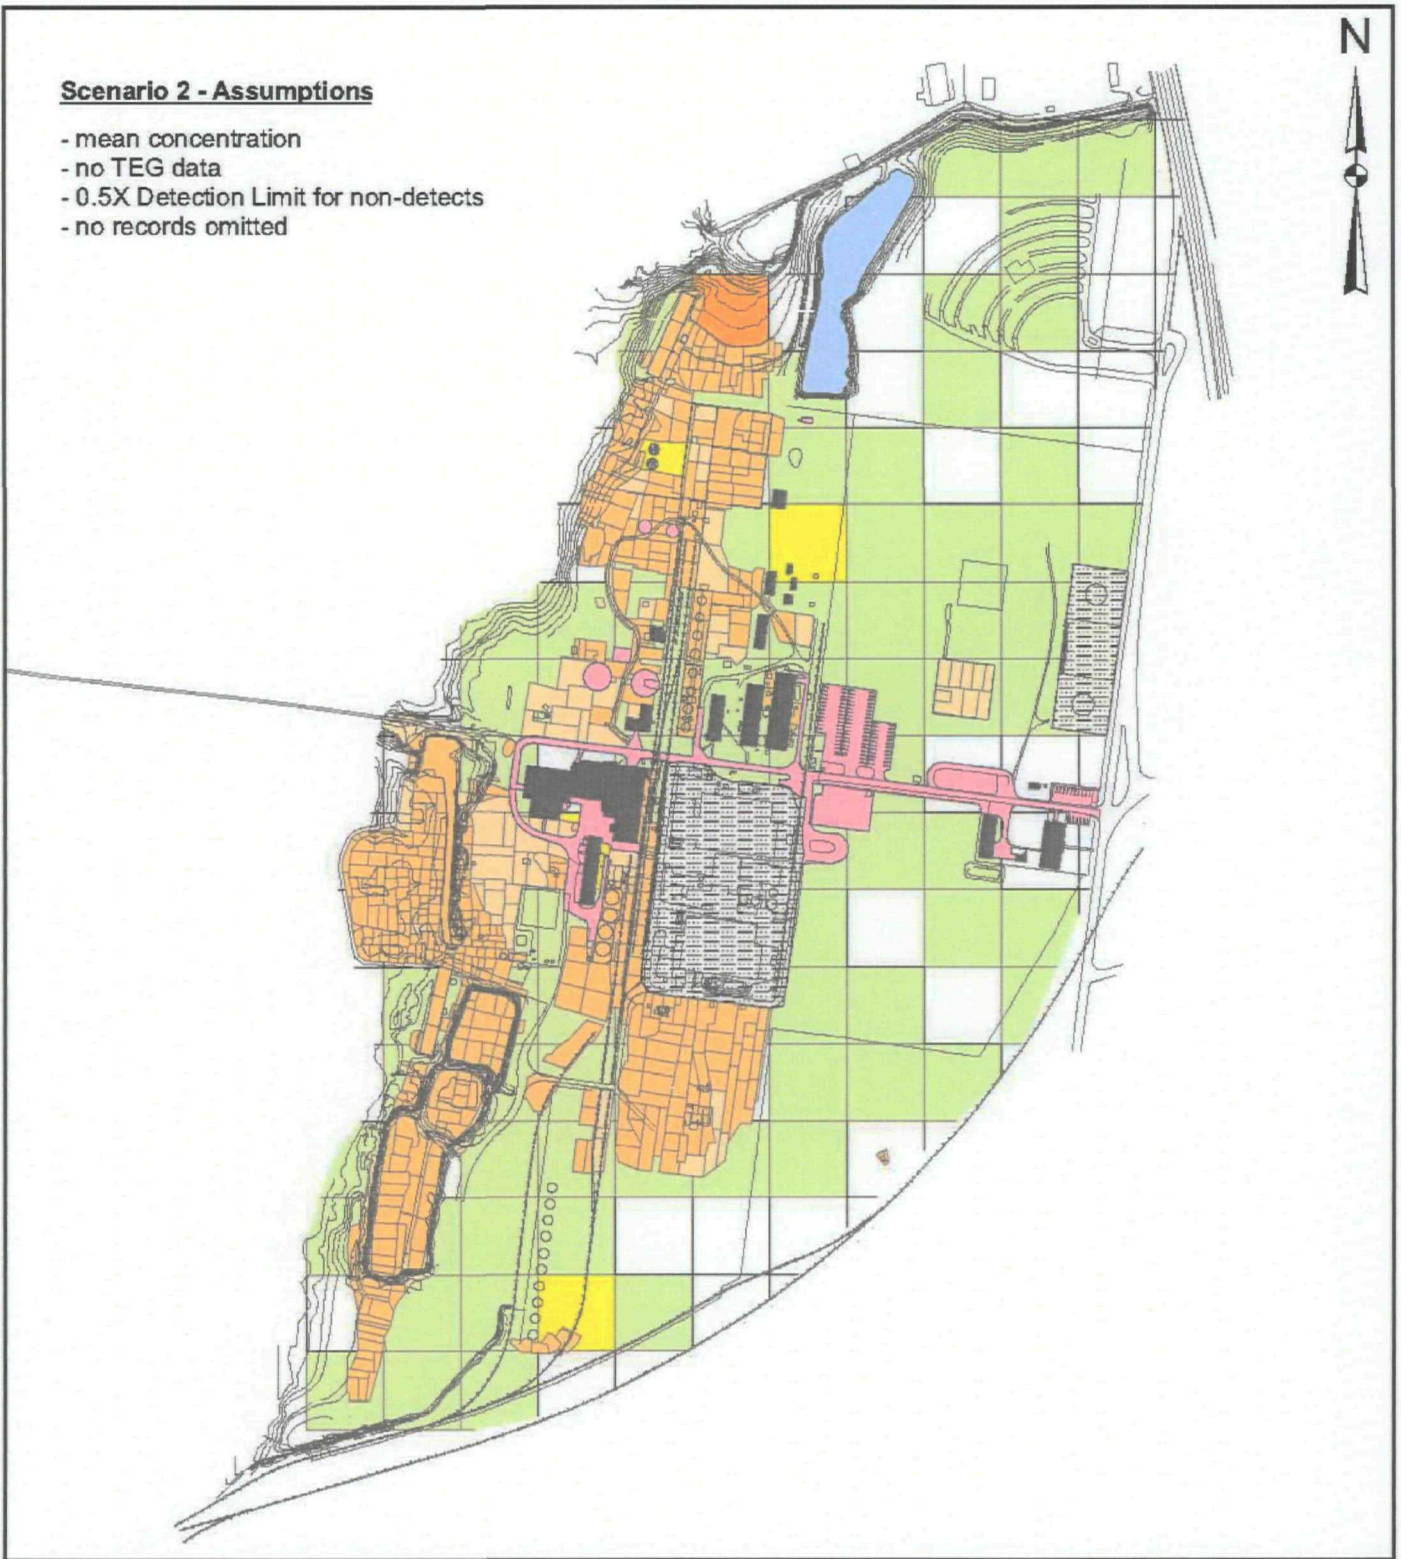 N
Scenario 2 - Assumptions
- mean concentration
- no TEG data
- 0.5X Detection Limit for non-detects
- no records omitted